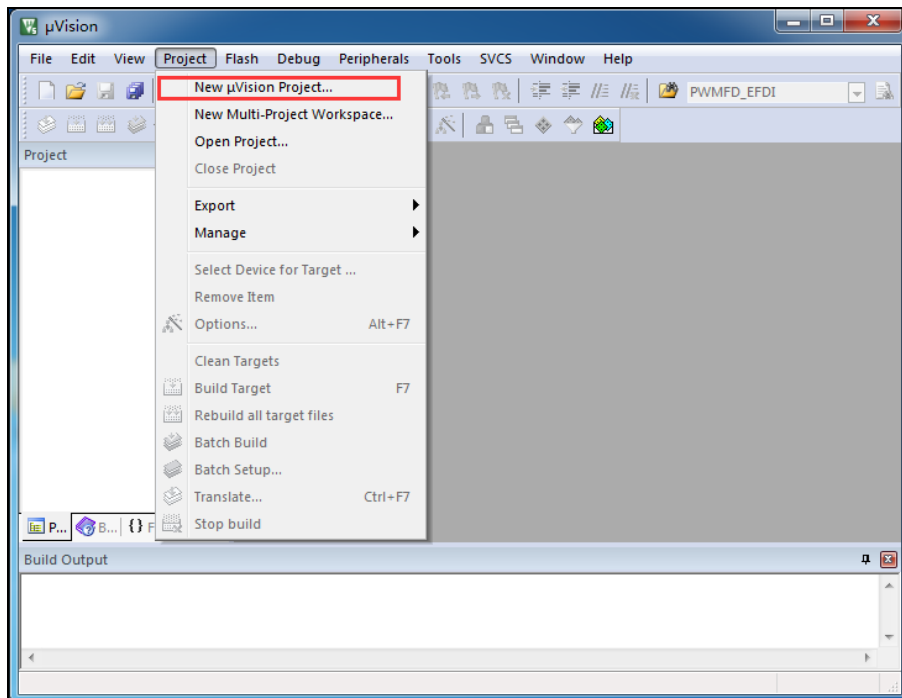 µVision
File Edit View Project Flash Debug Peripherals Tools SVCS Window Help
New µVision Project...
PWMFD_EFDI
New Multi-Project Workspace...
Open Project...
Project
Close Project
Export
Manage
Select Device for Target ...
Remove Item
Options... Alt+F7
Clean Targets
Build Target F7
Rebuild all target files
Batch Build
Batch Setup...
Translate... Ctrl+F7
Stop build
P... B... {} F
Build Output